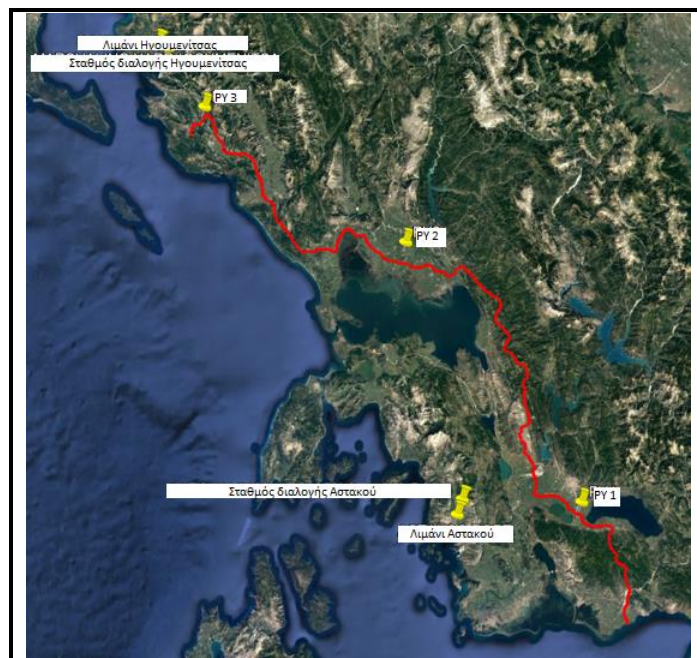 Λιμάνι Ηγουμενίτσας
Σταθμός διαλογής Ηγουμενίτσας
PY 3
PY 2
Σταθμός διαλογής Αστακού
PY 1
Λιμάνι Αστακού